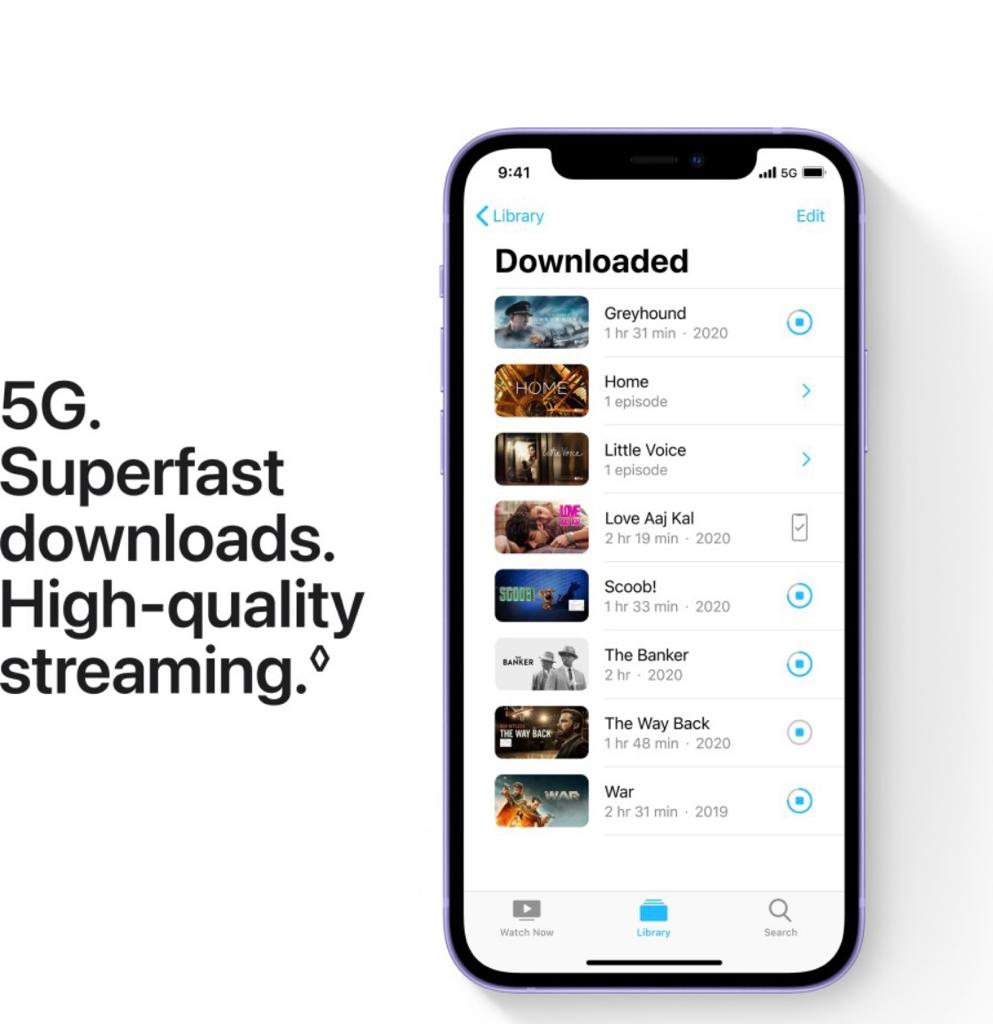 5G.
Superfast
downloads.
High-quality
streaming.◊
9:41
5G
Library
Edit
Downloaded
Greyhound
1 hr 31 min · 2020
HOME
Home
1 episode
Little Voice
Little Voice
1 episode
LOVE
AAJ KAL
Love Aaj Kal
2 hr 19 min · 2020
SCOOB!
Scoob!
1 hr 33 min · 2020
THE
BANKER
The Banker
2 hr · 2020
THE WAY BACK
The Way Back
1 hr 48 min · 2020
WAR
War
2 hr 31 min · 2019
Watch Now
Library
Search